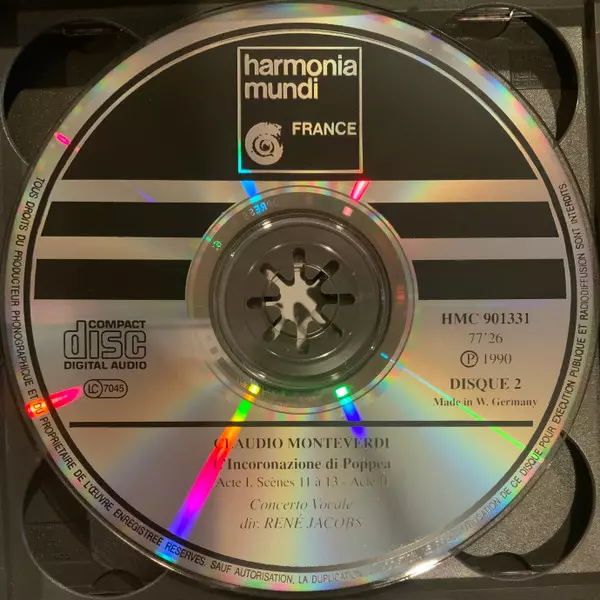 harmonia
mundi
FRANCE
COMPACT
disc
DIGITAL AUDIO
LC 7045
HMC 901331
77'26
Ⓟ 1990
DISQUE 2
Made in W. Germany
CLAUDIO MONTEVERDI
L'Incoronazione di Poppea
Acte I. Scènes 11 à 13 - Acte II
Concerto Vocale
dir. RENÉ JACOBS
TOUS DROITS DU PRODUCTEUR PHONOGRAPHIQUE ET DU PROPRIETAIRE DE L'ŒUVRE ENREGISTREE RESERVES. SAUF AUTORISATION, LA DUPLICATION DE CE DISQUE POUR EXECUTION PUBLIQUE ET RADIODIFFUSION SONT INTERDITS